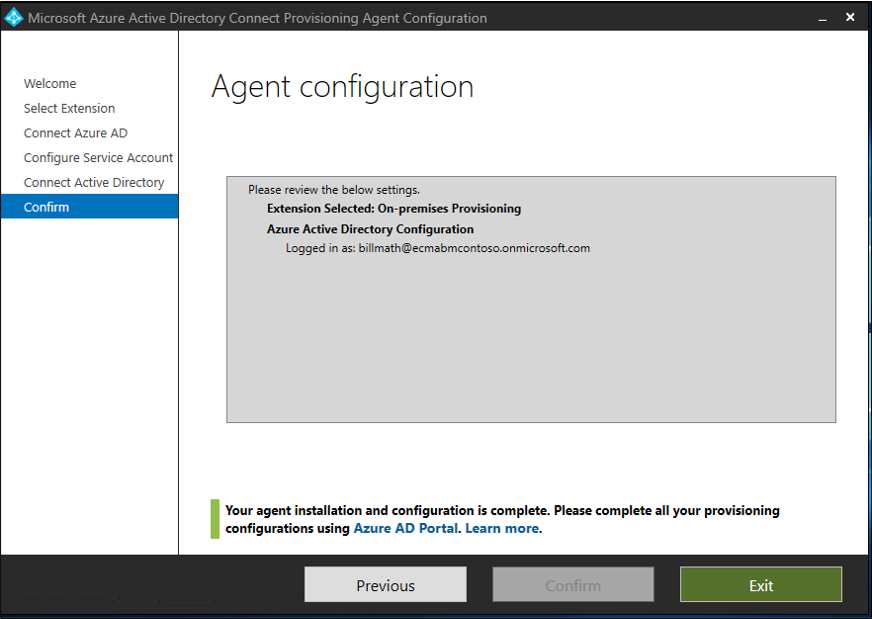 Microsoft Azure Active Directory Connect Provisioning Agent Configuration
Welcome
Select Extension
Connect Azure AD
Configure Service Account
Connect Active Directory
Confirm
Agent configuration
Please review the below settings.
Extension Selected: On-premises Provisioning
Azure Active Directory Configuration
Logged in as: billmath@ecmabmcontoso.onmicrosoft.com
Your agent installation and configuration is complete. Please complete all your provisioning
configurations using Azure AD Portal. Learn more.
Previous
Confirm
Exit